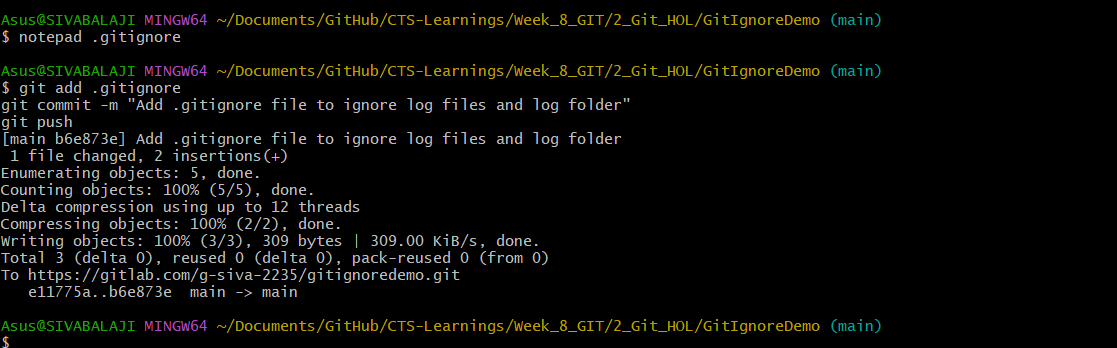 Asus@SIVABALAJI MINGW64 ~/Documents/GitHub/CTS-Learnings/Week_8_GIT/2_Git_HOL/GitIgnoreDemo (main)
$ notepad .gitignore
Asus@SIVABALAJI MINGW64 ~/Documents/GitHub/CTS-Learnings/Week_8_GIT/2_Git_HOL/GitIgnoreDemo (main)
$ git add .gitignore
git commit -m "Add .gitignore file to ignore log files and log folder"
git push
[main b6e873e] Add .gitignore file to ignore log files and log folder
 1 file changed, 2 insertions(+)
Enumerating objects: 5, done.
Counting objects: 100% (5/5), done.
Delta compression using up to 12 threads
Compressing objects: 100% (2/2), done.
Writing objects: 100% (3/3), 309 bytes | 309.00 KiB/s, done.
Total 3 (delta 0), reused 0 (delta 0), pack-reused 0 (from 0)
To https://gitlab.com/g-siva-2235/gitignoredemo.git
   e11775a..b6e873e  main -> main
Asus@SIVABALAJI MINGW64 ~/Documents/GitHub/CTS-Learnings/Week_8_GIT/2_Git_HOL/GitIgnoreDemo (main)
$